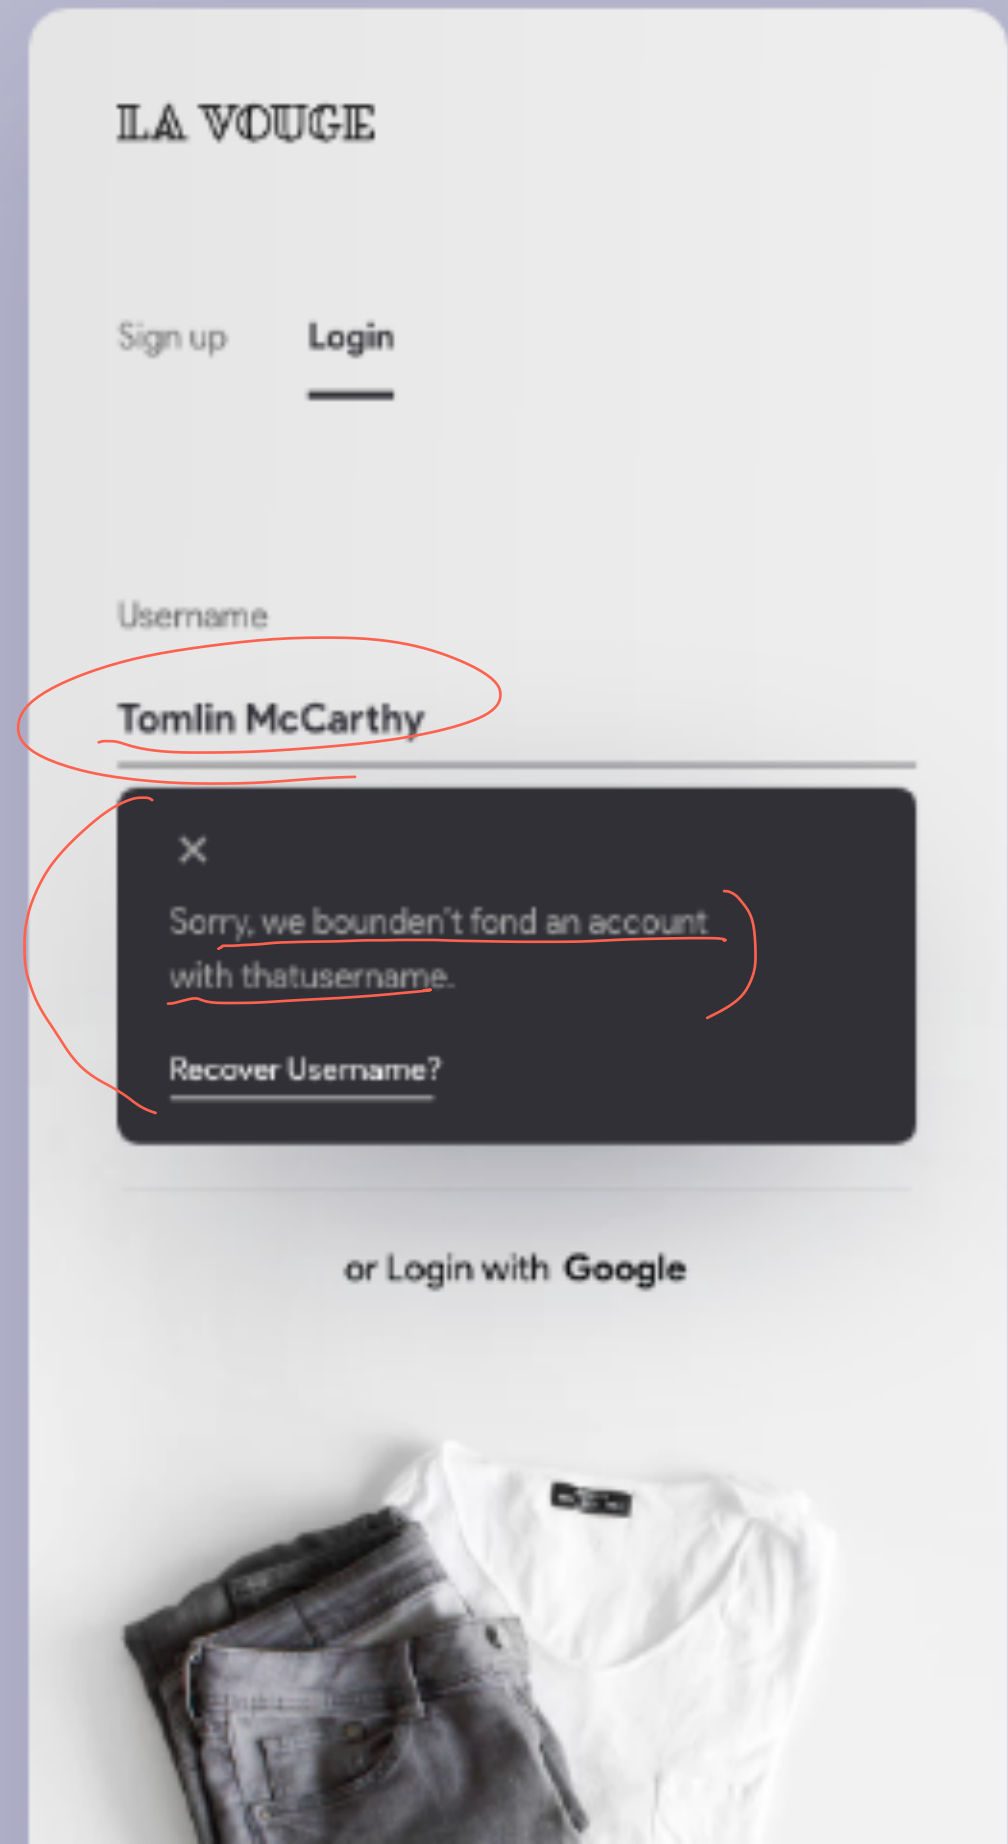 LA VOUGE
Sign up Login
Username
Tomlin McCarthy
Sorry, we bounden't fond an account
with thatusername.
Recover Username?
or Login with Google